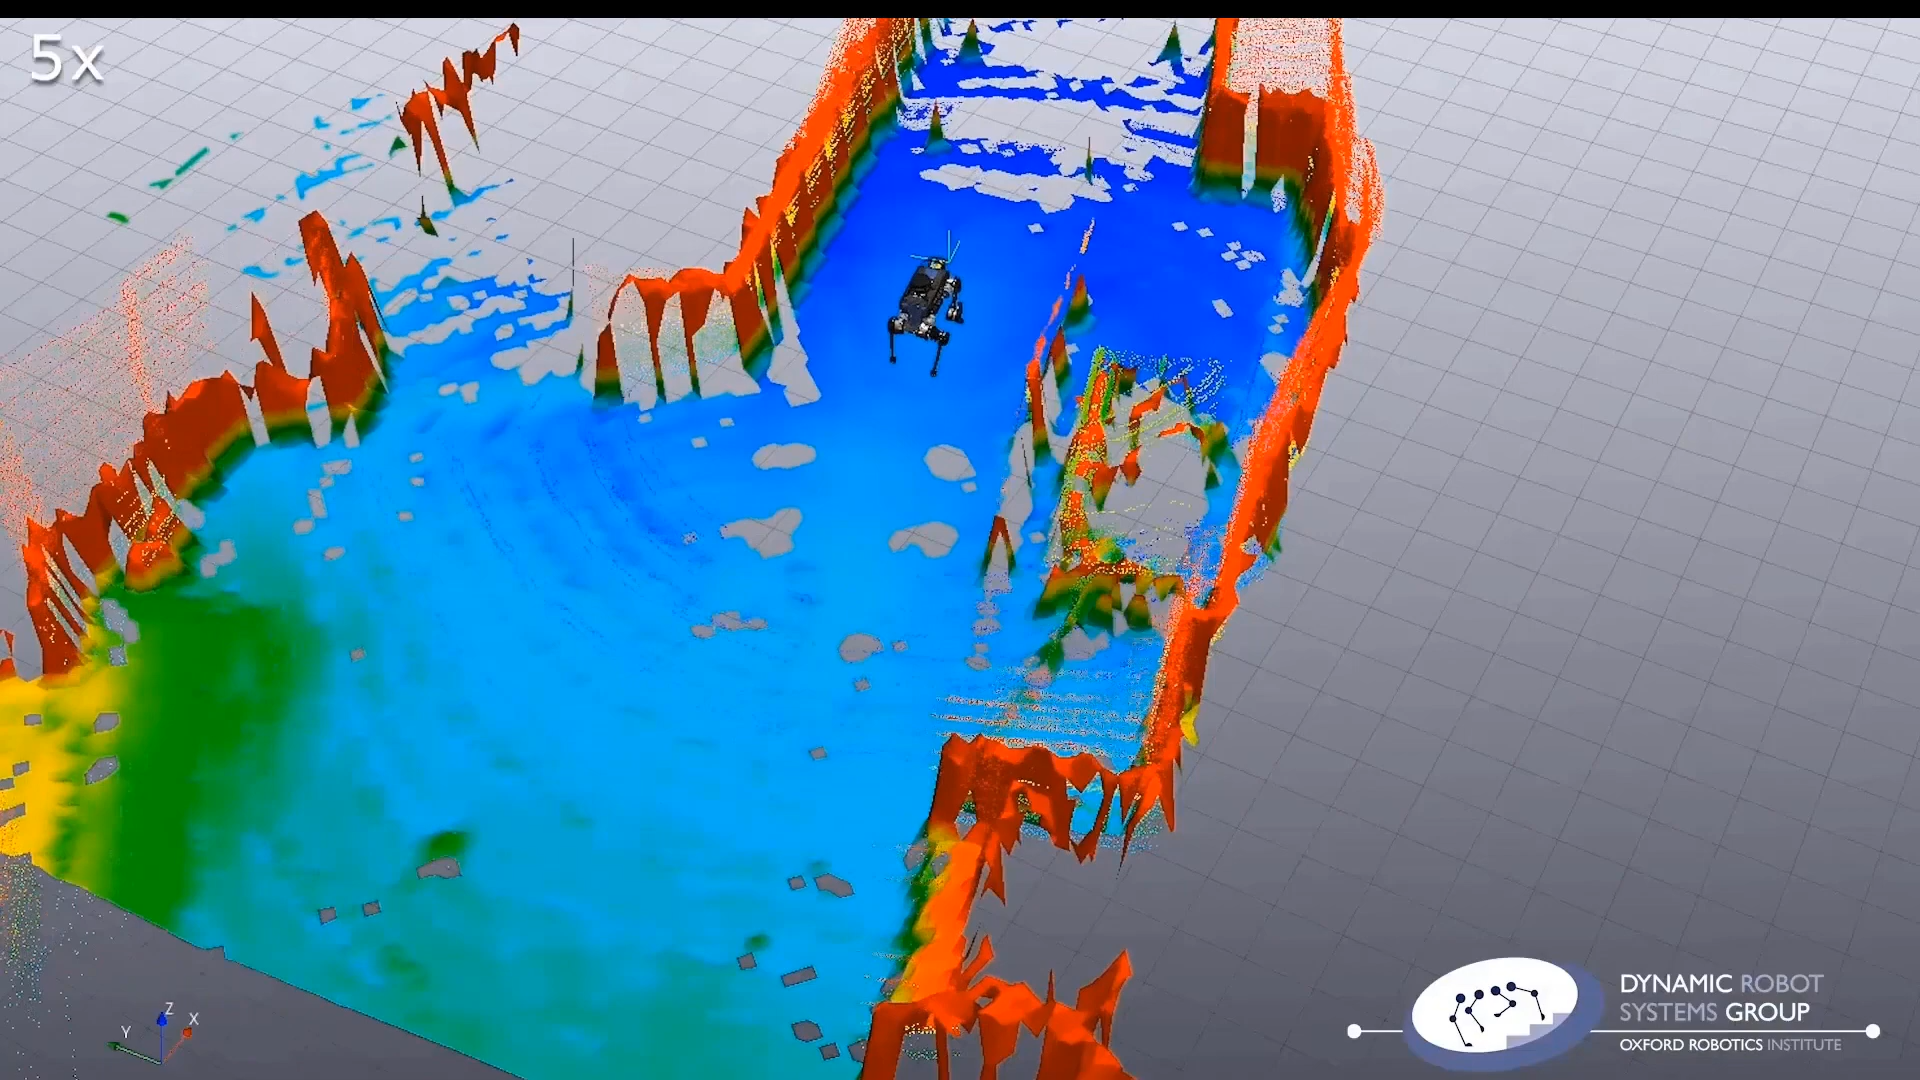 5x
Z
X
Y
DYNAMIC ROBOT
SYSTEMS GROUP
OXFORD ROBOTICS INSTITUTE